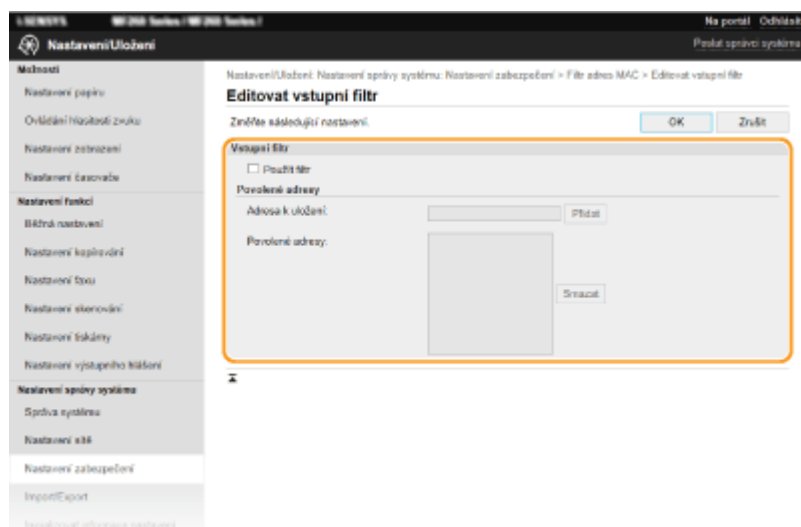 Na portál Odhlásit
Nastavení/Uložení
Poslat správci systému
Možnosti
Nastavení papíru
Ovládání hlasitosti zvuku
Nastavení zobrazení
Nastavení časovače
Nastavení funkcí
Běžná nastavení
Nastavení kopírování
Nastavení faxu
Nastavení skenování
Nastavení tiskárny
Nastavení výstupního hlášení
Nastavení správy systému
Správa systému
Nastavení sítě
Nastavení zabezpečení
Import/Export
Nastavení/Uložení: Nastavení správy systému: Nastavení zabezpečení > Filtr adres MAC > Editovat vstupní filtr
Editovat vstupní filtr
Změňte následující nastavení.
OK
Zrušit
Vstupní filtr
Použít filtr
Povolené adresy
Adresa k uložení:
Přidat
Povolené adresy:
Smazat